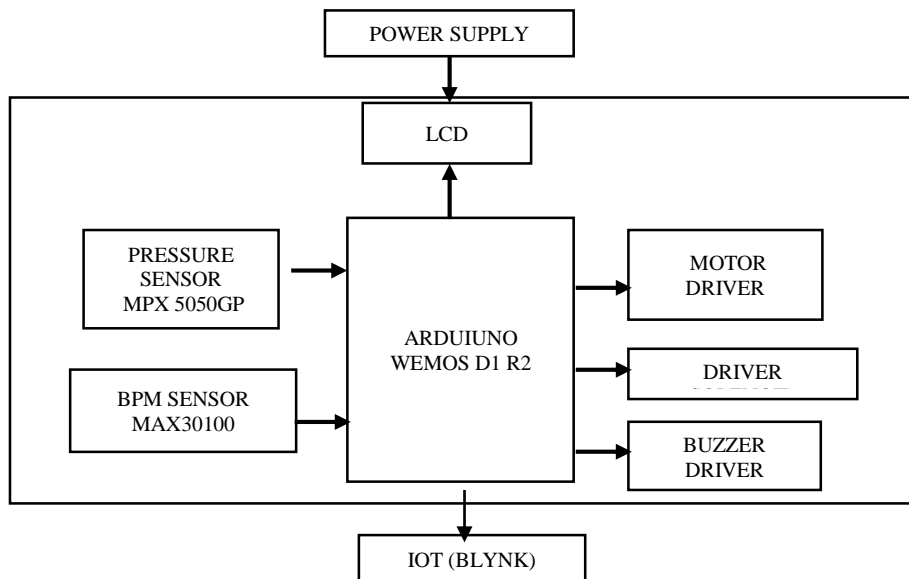 POWER SUPPLY
LCD
PRESSURE
SENSOR
MPX 5050GP
BPM SENSOR
MAX30100
ARDUIUNO
WEMOS D1 R2
MOTOR
DRIVER
DRIVER
BUZZER
DRIVER
IOT (BLYNK)